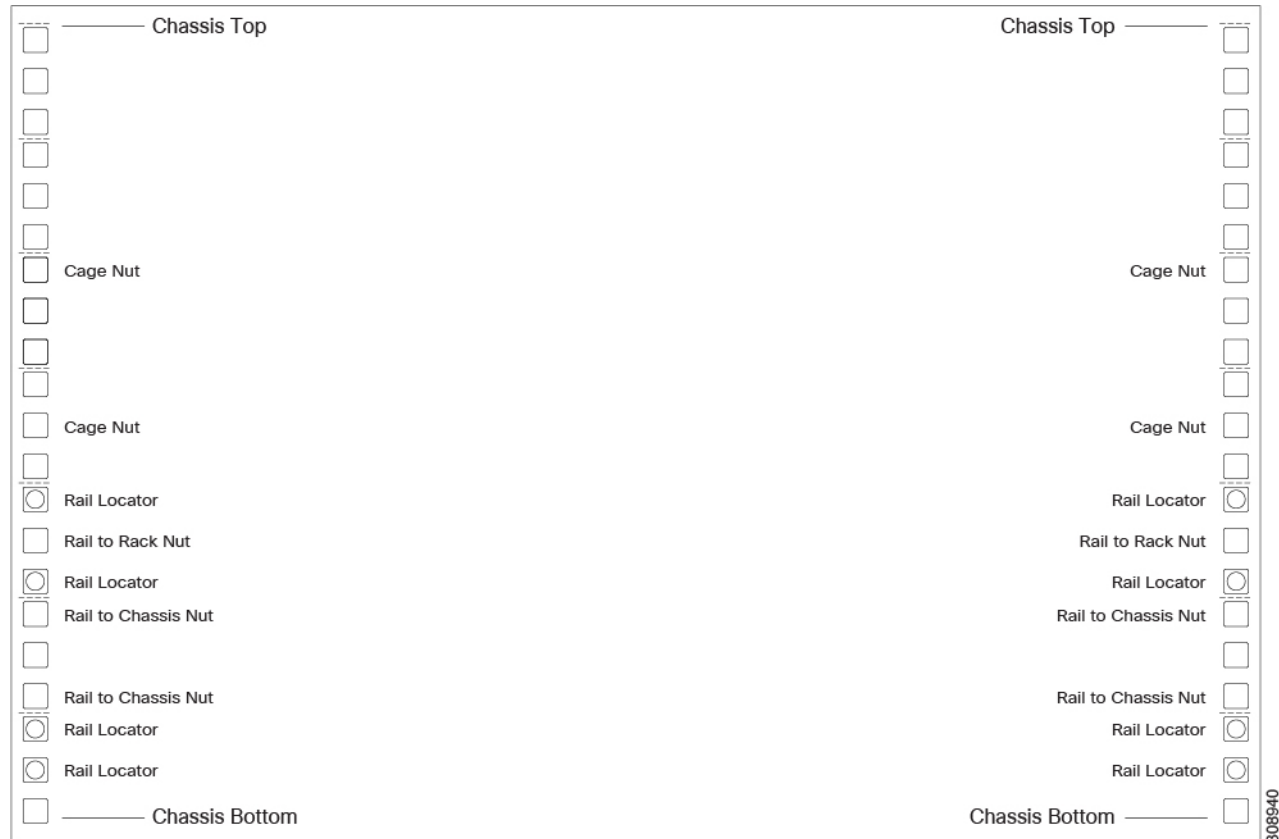 Chassis Top Chassis Top
Cage Nut Cage Nut
Cage Nut Cage Nut
Rail Locator Rail Locator
Rail to Rack Nut Rail to Rack Nut
Rail Locator Rail Locator
Rail to Chassis Nut Rail to Chassis Nut
Rail to Chassis Nut Rail to Chassis Nut
Rail Locator Rail Locator
Rail Locator Rail Locator
Chassis Bottom Chassis Bottom
308940